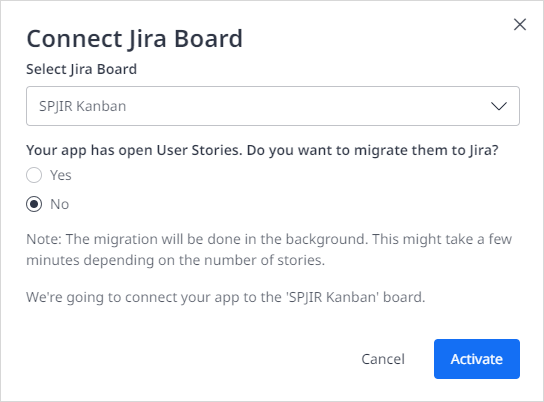 Connect Jira Board
Select Jira Board
SPJIR Kanban
Your app has open User Stories. Do you want to migrate them to Jira?
Yes
No
Note: The migration will be done in the background. This might take a few
minutes depending on the number of stories.
We're going to connect your app to the 'SPJIR Kanban' board.
Cancel
Activate